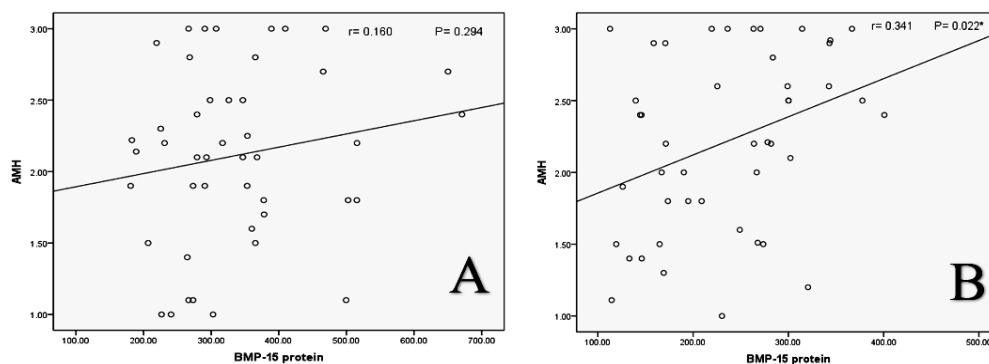 r= 0.160 P= 0.294
3.00
2.50
2.00
1.50
1.00
AMH
100.00 200.00 300.00 400.00 500.00 600.00 700.00
BMP-15 protein
A
r= 0.341 P= 0.022*
3.00
2.50
2.00
1.50
1.00
AMH
100.00 200.00 300.00 400.00 500.00
BMP-15 protein
B